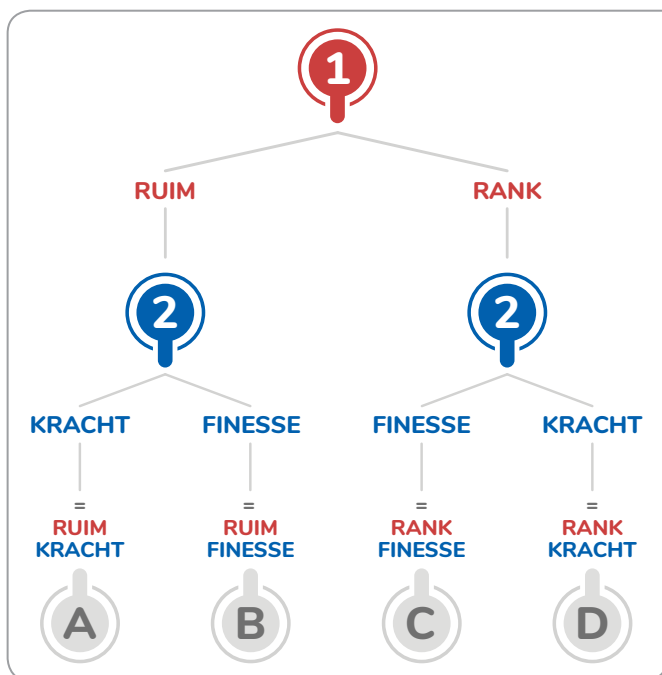 1
RUIM
RANK
2
2
KRACHT
FINESSE
FINESSE
KRACHT
=
RUIM
KRACHT
=
RUIM
FINESSE
=
RANK
FINESSE
=
RANK
KRACHT
A
B
C
D